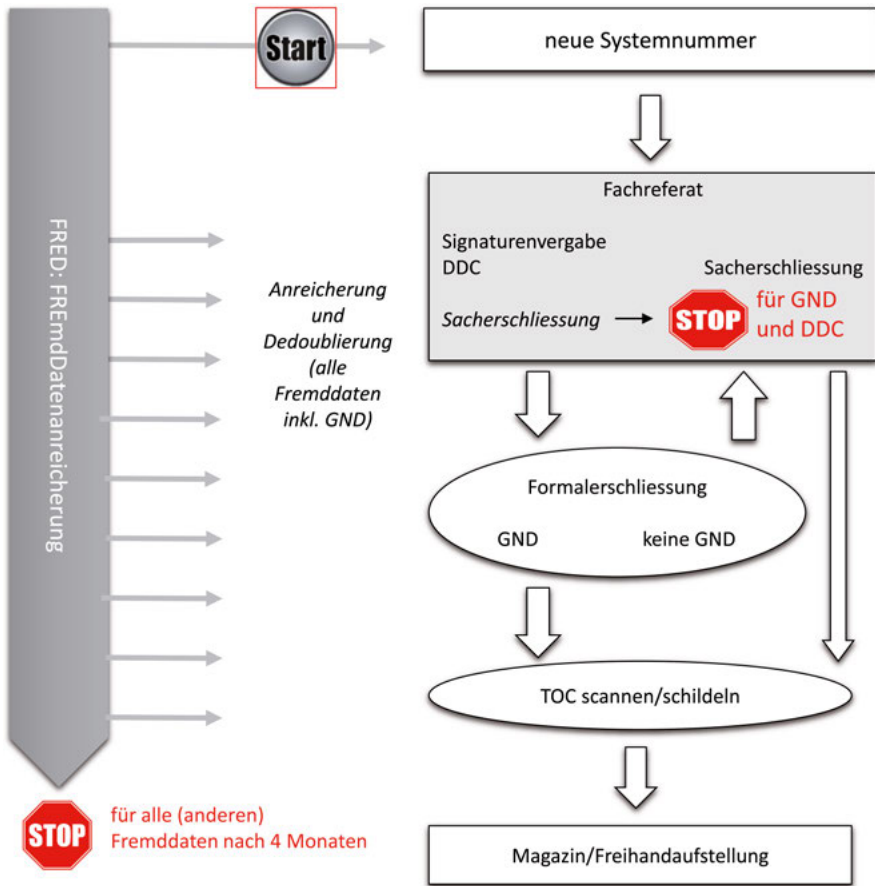 Start
neue Systemnummer
FRED: FREmdDatenanreicherung
Fachreferat
Signaturenvergabe
DDC
Sacherschliessung
Sacherschliessung
STOP
für GND
und DDC
Anreicherung
und
Dedoublierung
(alle
Fremddaten
inkl. GND)
Formalerschliessung
GND
keine GND
TOC scannen/schildeln
STOP
für alle (anderen)
Fremddaten nach 4 Monaten
Magazin/Freihandaufstellung